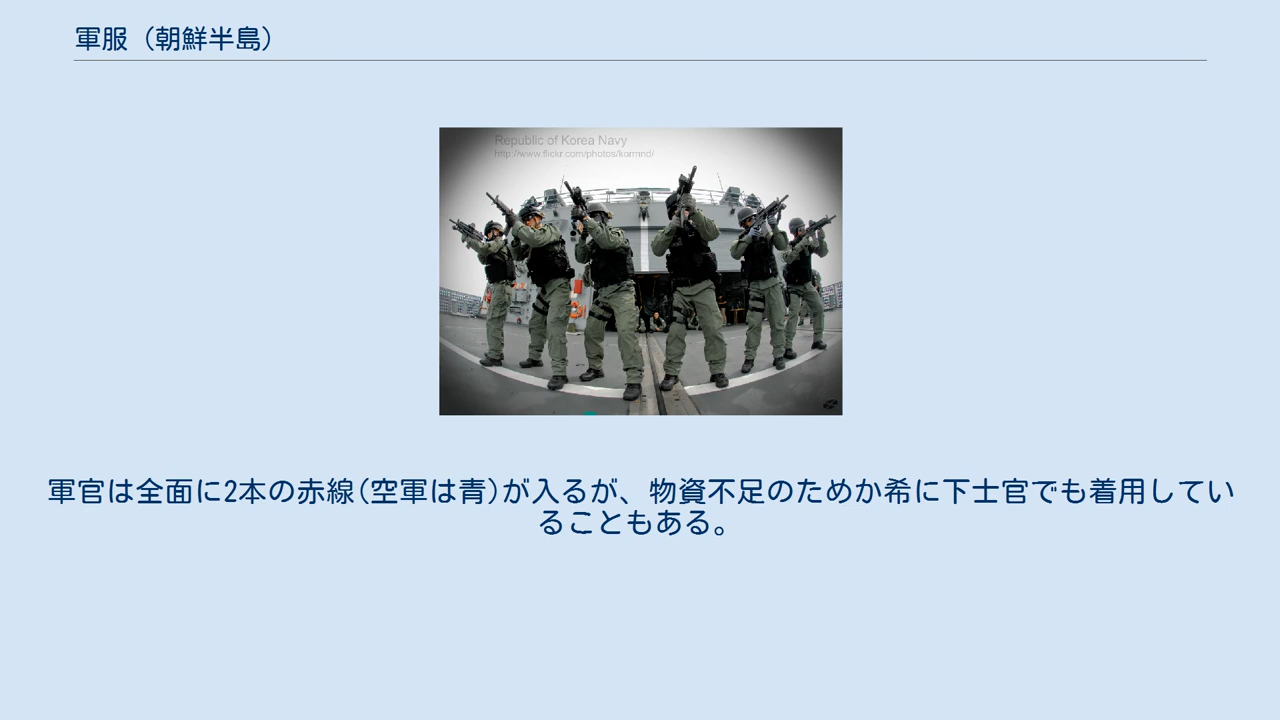 軍服（朝鮮半島）
Republic of Korea Navy
http://www.flickr.com/photos/kormnd/
軍官は全面に2本の赤線(空軍は青)が入るが、物資不足のためか希に下士官でも着用してい
ることもある。